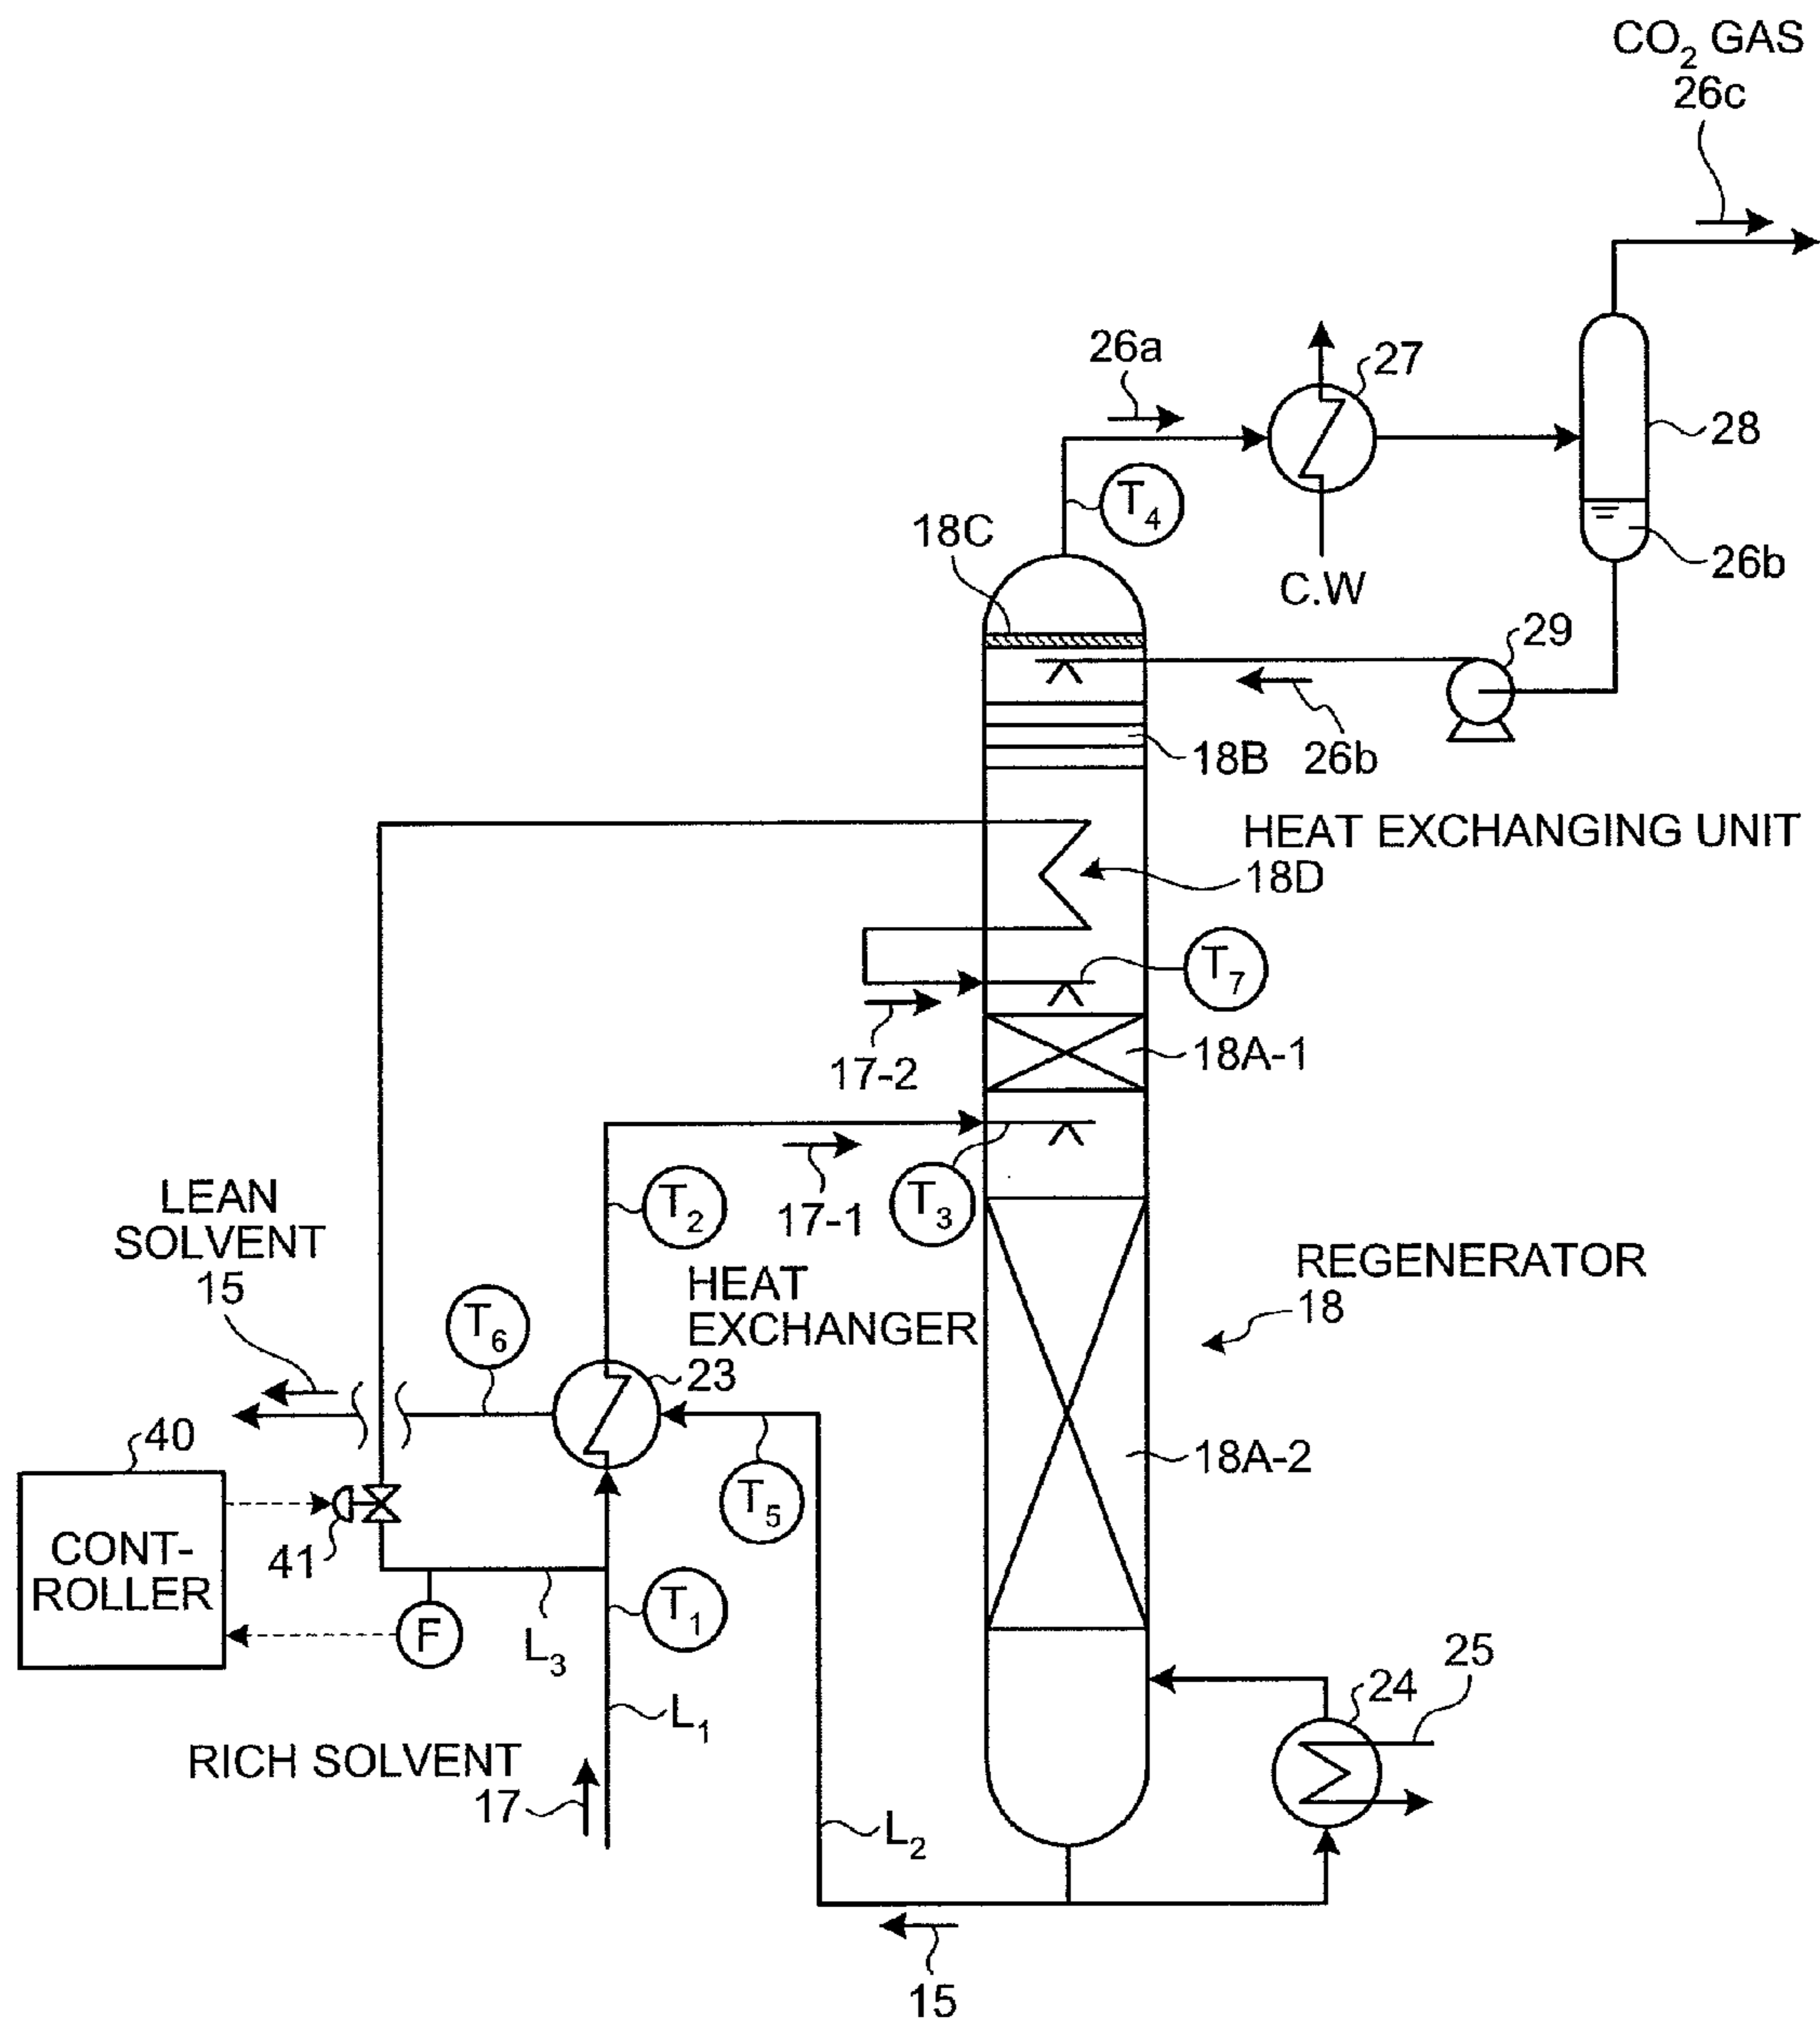 CO₂ GAS
26c
26a
27
28
T₄
18C
26b
C.W
29
18B
26b
HEAT EXCHANGING UNIT
18D
T₇
17-2
18A-1
T₂
17-1
T₃
LEAN
SOLVENT
15
HEAT
EXCHANGER
23
REGENERATOR
18
T₆
40
18A-2
T₅
41
CONT-
ROLLER
F
L₃
T₁
25
24
L₁
RICH SOLVENT
17
L₂
15